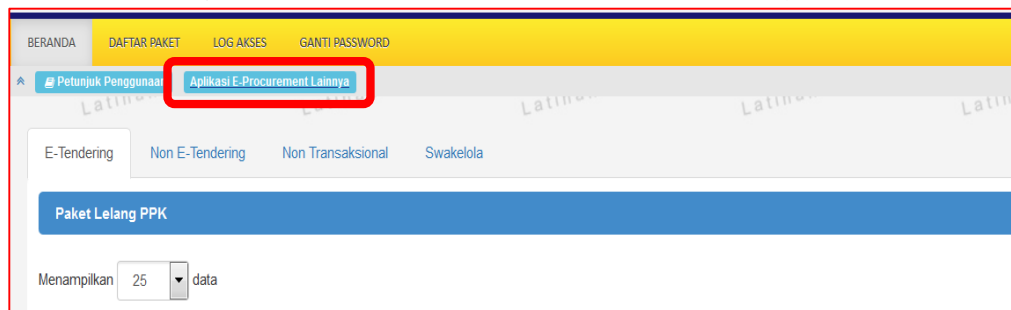 BERANDA DAFTAR PAKET LOG AKSES GANTI PASSWORD
Petunjuk Penggunaan Aplikasi E-Procurement Lainnya
E-Tendering Non E-Tendering Non Transaksional Swakelola
Paket Lelang PPK
Menampilkan 25 data